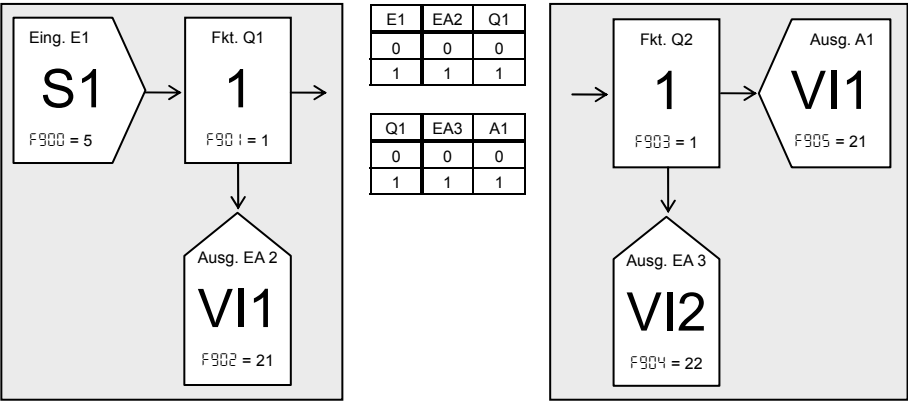 Eing. E1
S1
F900 = 5
Fkt. Q1
1
F901 = 1
Ausg. EA 2
VI1
F902 = 21
E1 EA2 Q1
0 0 0
1 1 1
Q1 EA3 A1
0 0 0
1 1 1
Fkt. Q2
1
F903 = 1
Ausg. A1
VI1
F905 = 21
Ausg. EA 3
VI2
F904 = 22